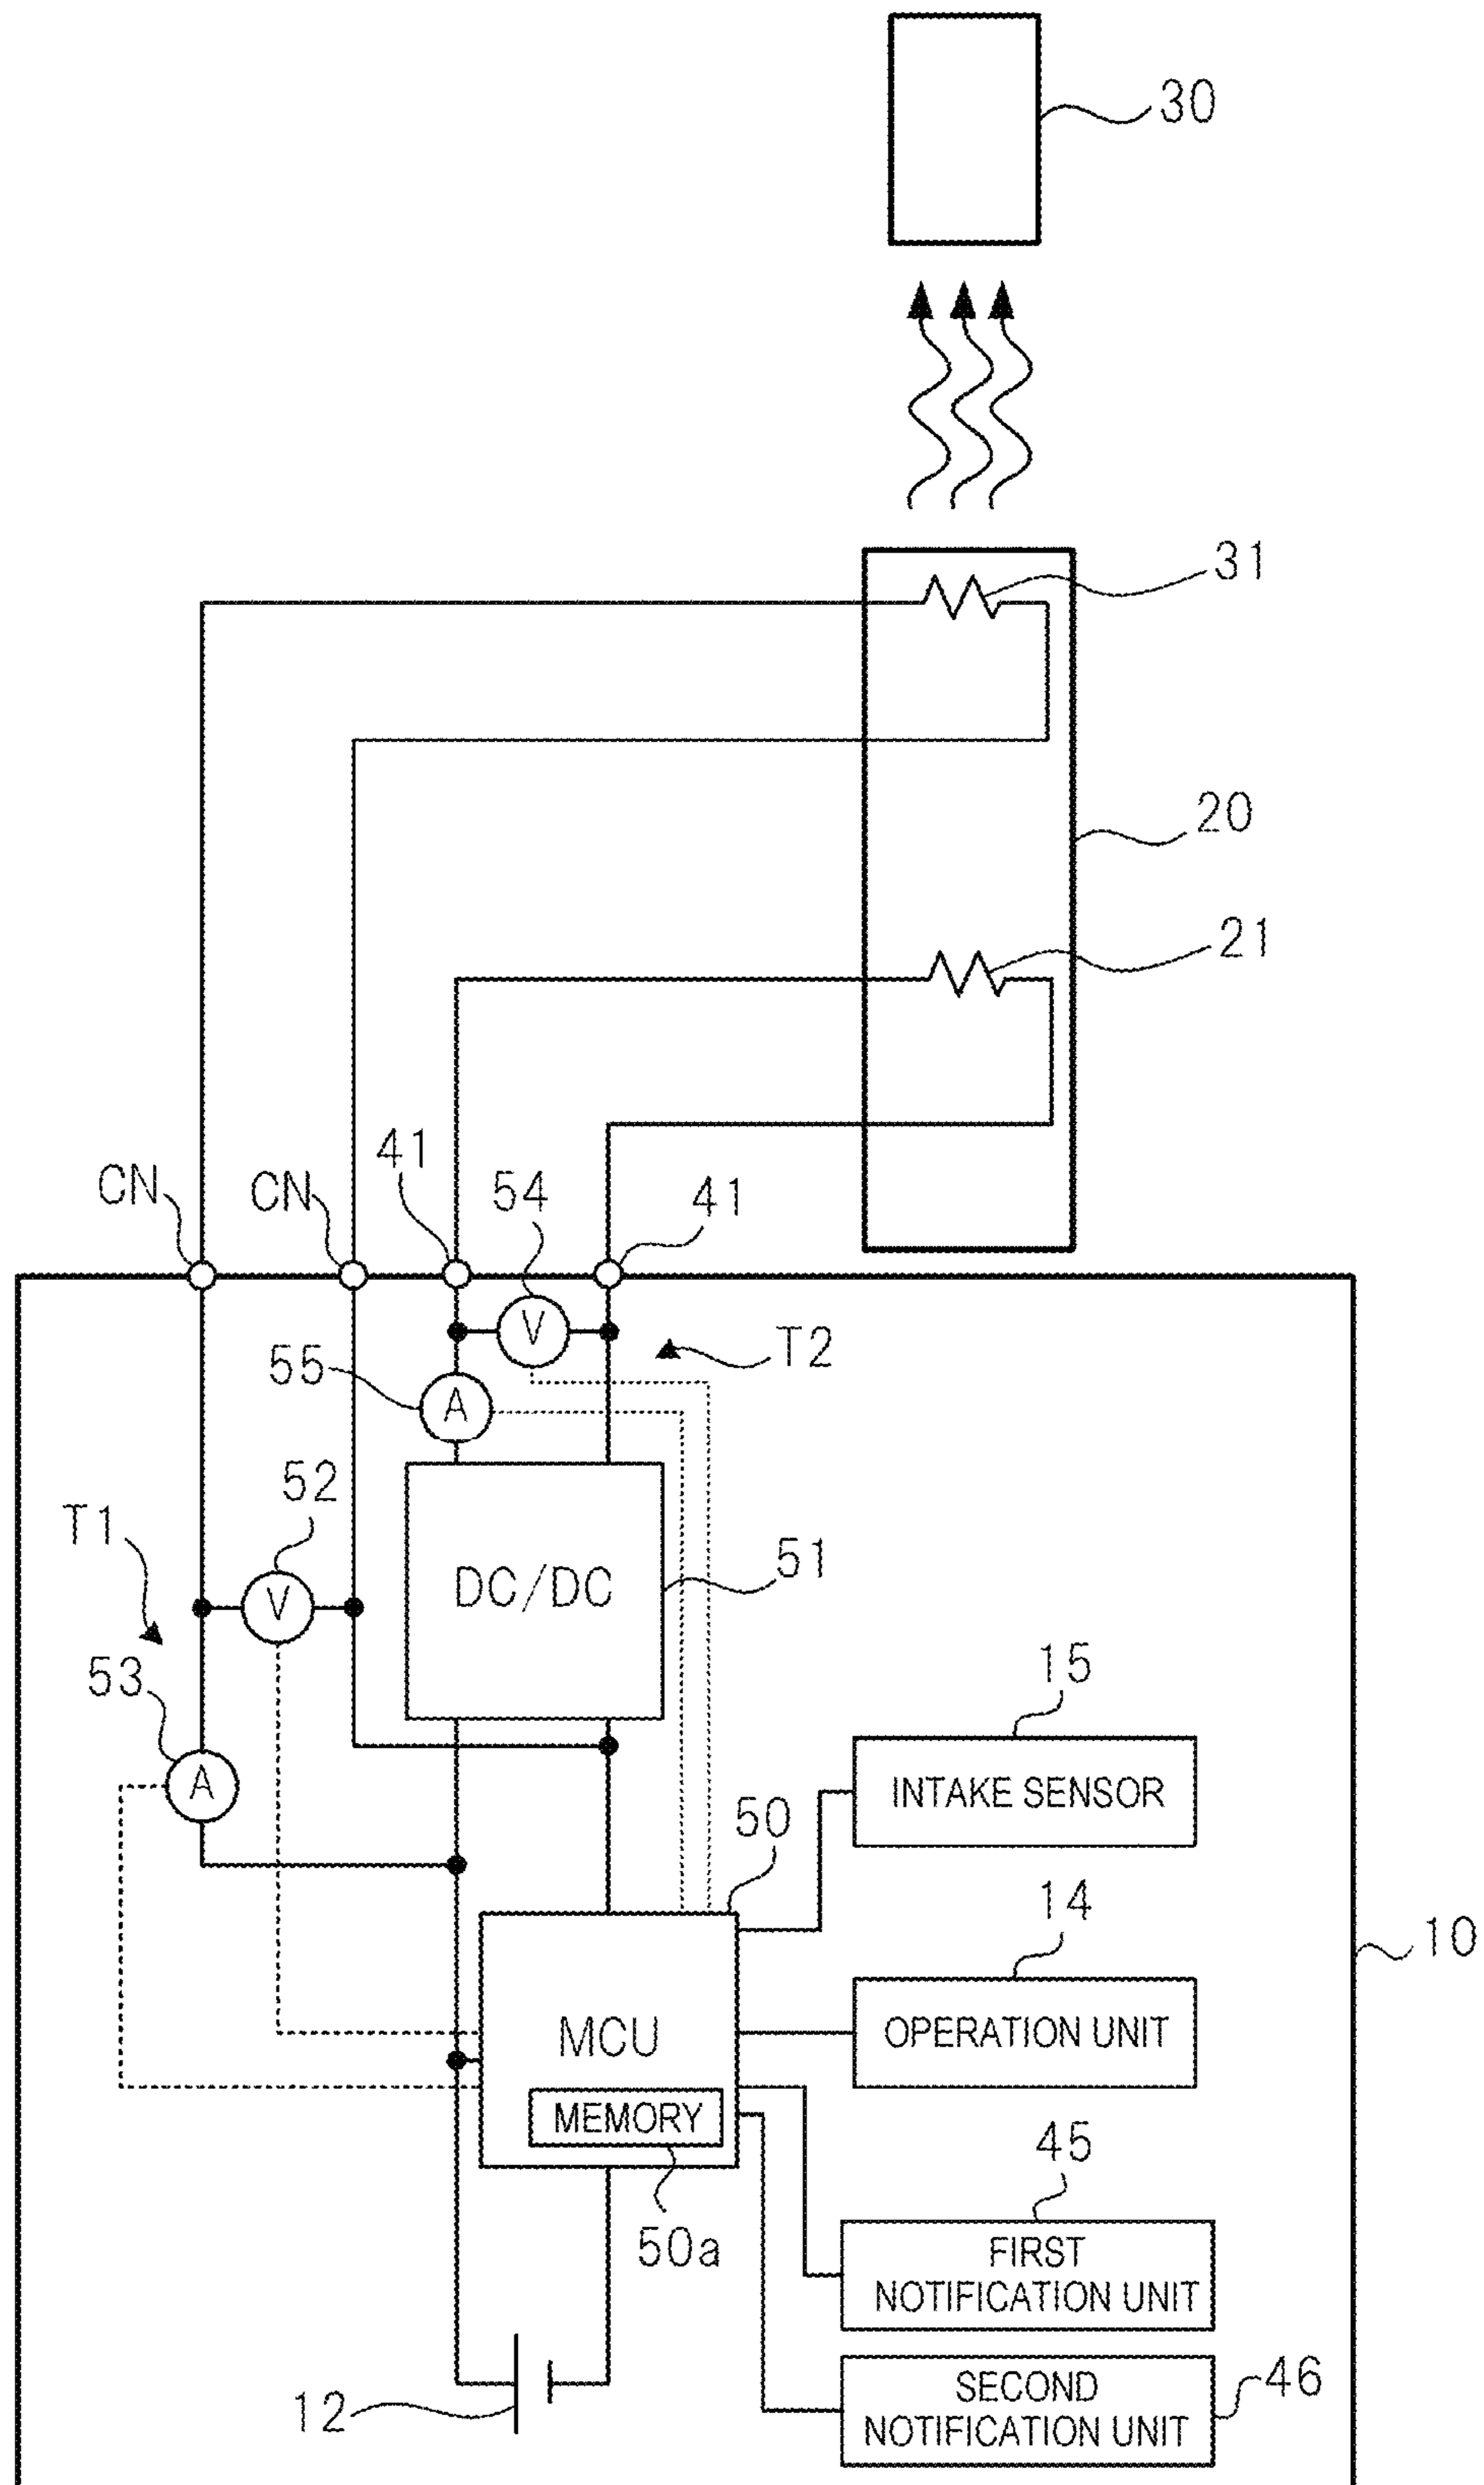 30
31
20
21
CN
CN
41
54
41
V
T2
55
A
52
T1
V
DC/DC
51
53
A
15
INTAKE SENSOR
50
14
10
MCU
OPERATION UNIT
MEMORY
45
50a
FIRST
NOTIFICATION UNIT
12
SECOND
NOTIFICATION UNIT
46